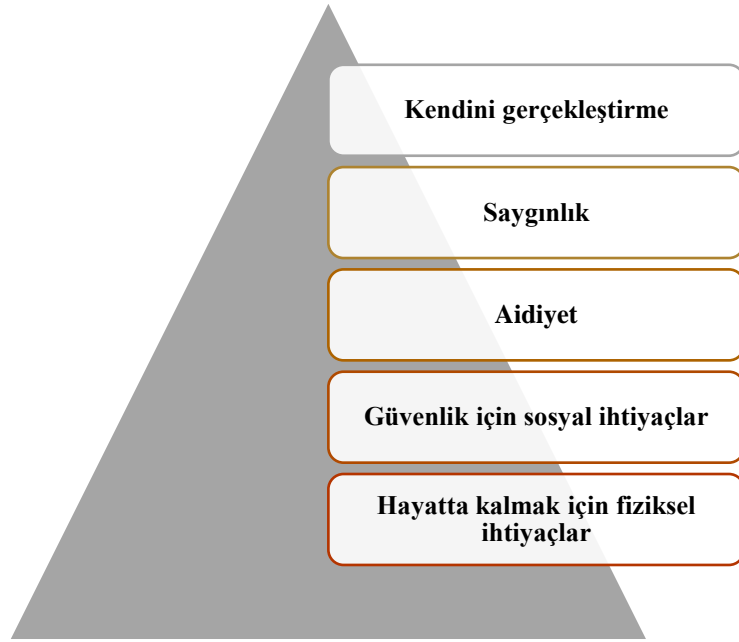 Kendini gerçekleştirme
Saygınlık
Aidiyet
Güvenlik için sosyal ihtiyaçlar
Hayatta kalmak için fiziksel
ihtiyaçlar